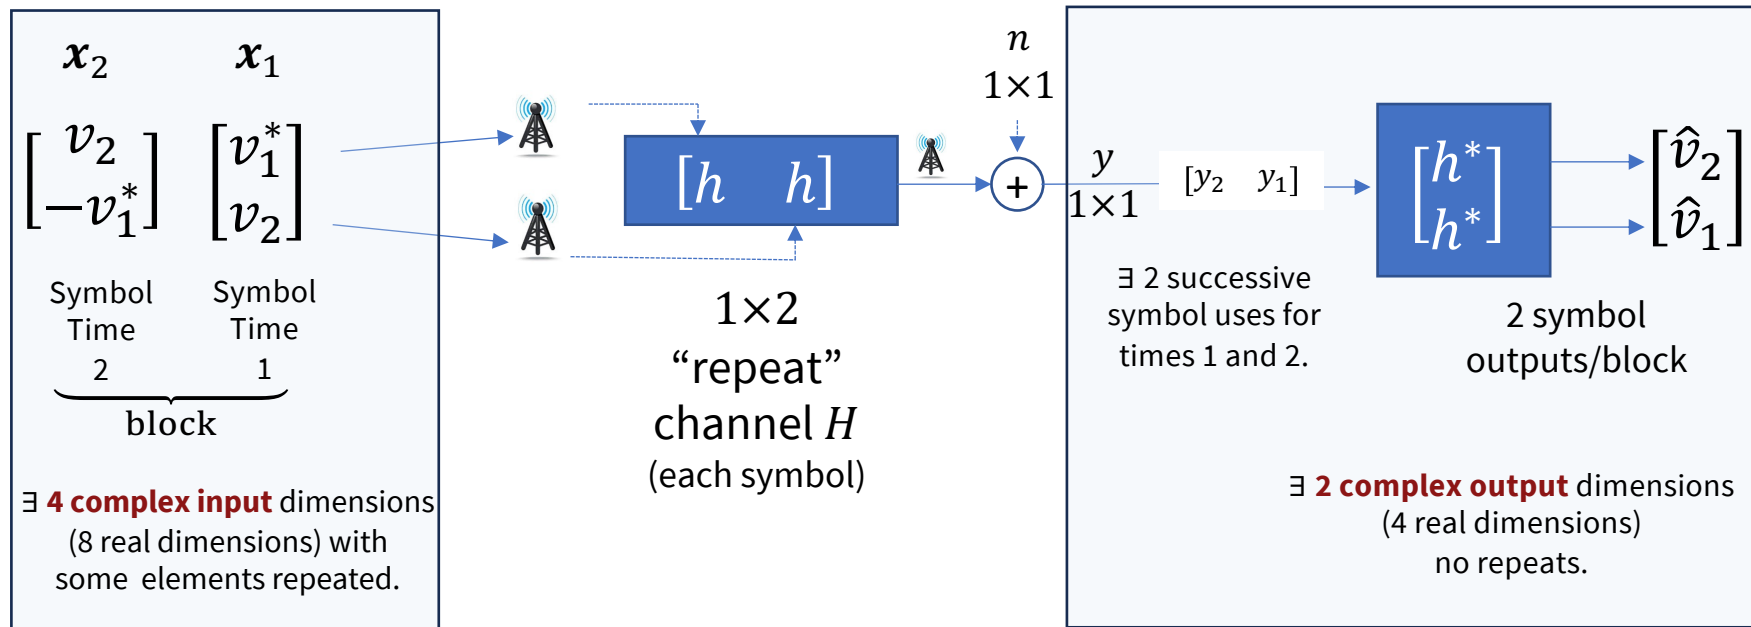 𝒙₂ 𝒙₁
[v₂ −v₁*] [v₁* v₂]
Symbol Time 2
Symbol Time 1
block
∃ 4 complex input dimensions
(8 real dimensions) with
some elements repeated.
[h h]
1×2
“repeat”
channel H
(each symbol)
n
1×1
+
y
1×1
[y₂ y₁]
∃ 2 successive
symbol uses for
times 1 and 2.
[h* h*]
[v̂₂ v̂₁]
2 symbol
outputs/block
∃ 2 complex output dimensions
(4 real dimensions)
no repeats.